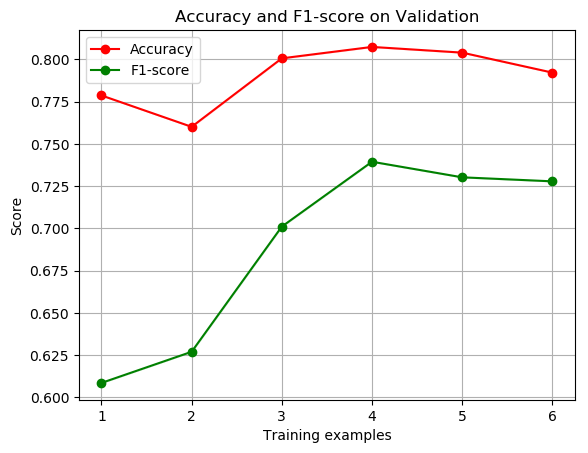 Accuracy and F1-score on Validation
Accuracy
F1-score
0.800
0.775
0.750
0.725
0.700
0.675
0.650
0.625
0.600
Score
1 2 3 4 5 6
Training examples